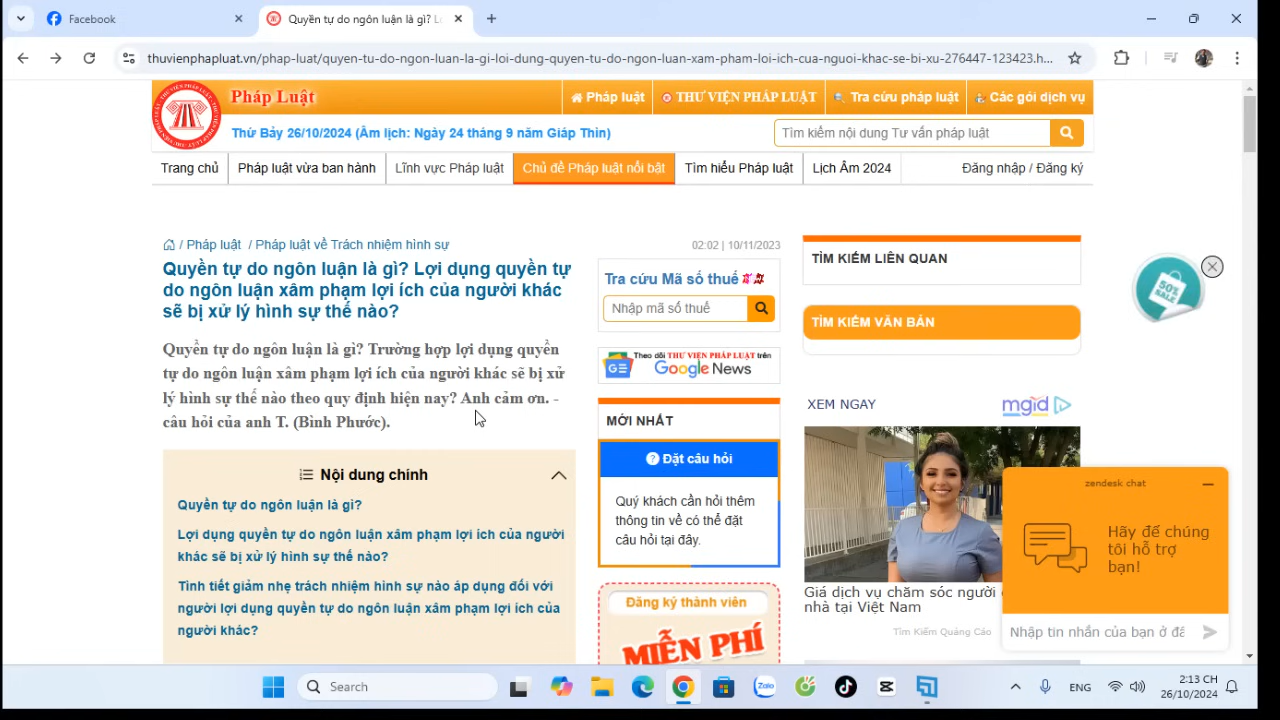 Facebook
Quyền tự do ngôn luận là gì? Lợ
thuvienphapluat.vn/phap-luat/quyen-tu-do-ngon-luan-la-gi-loi-dung-quyen-tu-do-ngon-luan-xam-pham-loi-ich-cua-nguoi-khac-se-bi-xu-276447-123423.h...
Pháp Luật
Pháp luật
THƯ VIỆN PHÁP LUẬT
Tra cứu pháp luật
Các gói dịch vụ
Thứ Bảy 26/10/2024 (Âm lịch: Ngày 24 tháng 9 năm Giáp Thìn)
Tìm kiếm nội dung Tư vấn pháp luật
Trang chủ
Pháp luật vừa ban hành
Lĩnh vực Pháp luật
Chủ đề Pháp luật nổi bật
Tìm hiểu Pháp luật
Lịch Âm 2024
Đăng nhập / Đăng ký
/ Pháp luật / Pháp luật về Trách nhiệm hình sự
02:02 | 10/11/2023
Quyền tự do ngôn luận là gì? Lợi dụng quyền tự
do ngôn luận xâm phạm lợi ích của người khác
sẽ bị xử lý hình sự thế nào?
Quyền tự do ngôn luận là gì? Trường hợp lợi dụng quyền
tự do ngôn luận xâm phạm lợi ích của người khác sẽ bị xử
lý hình sự thế nào theo quy định hiện nay? Anh cảm ơn. -
câu hỏi của anh T. (Bình Phước).
Nội dung chính
Quyền tự do ngôn luận là gì?
Lợi dụng quyền tự do ngôn luận xâm phạm lợi ích của người
khác sẽ bị xử lý hình sự thế nào?
Tình tiết giảm nhẹ trách nhiệm hình sự nào áp dụng đối với
người lợi dụng quyền tự do ngôn luận xâm phạm lợi ích của
người khác?
Tra cứu Mã số thuế
Nhập mã số thuế
Theo dõi THƯ VIỆN PHÁP LUẬT trên
Google News
MỚI NHẤT
Đặt câu hỏi
Quý khách cần hỏi thêm
thông tin về có thể đặt
câu hỏi tại đây.
Đăng ký thành viên
MIỄN PHÍ
TÌM KIẾM LIÊN QUAN
TÌM KIẾM VĂN BẢN
XEM NGAY
mgid
Giá dịch vụ chăm sóc người
nhà tại Việt Nam
Tìm Kiếm Quảng Cáo
50%
SALE
zendesk chat
Hãy để chúng
tôi hỗ trợ
bạn!
Nhập tin nhắn của bạn ở đâ
Search
Zalo
ENG
2:13 CH
26/10/2024